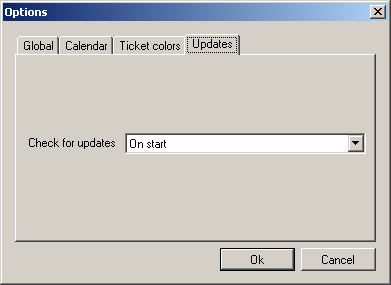 Options
Global Calendar Ticket colors Updates
Check for updates On start
Ok Cancel